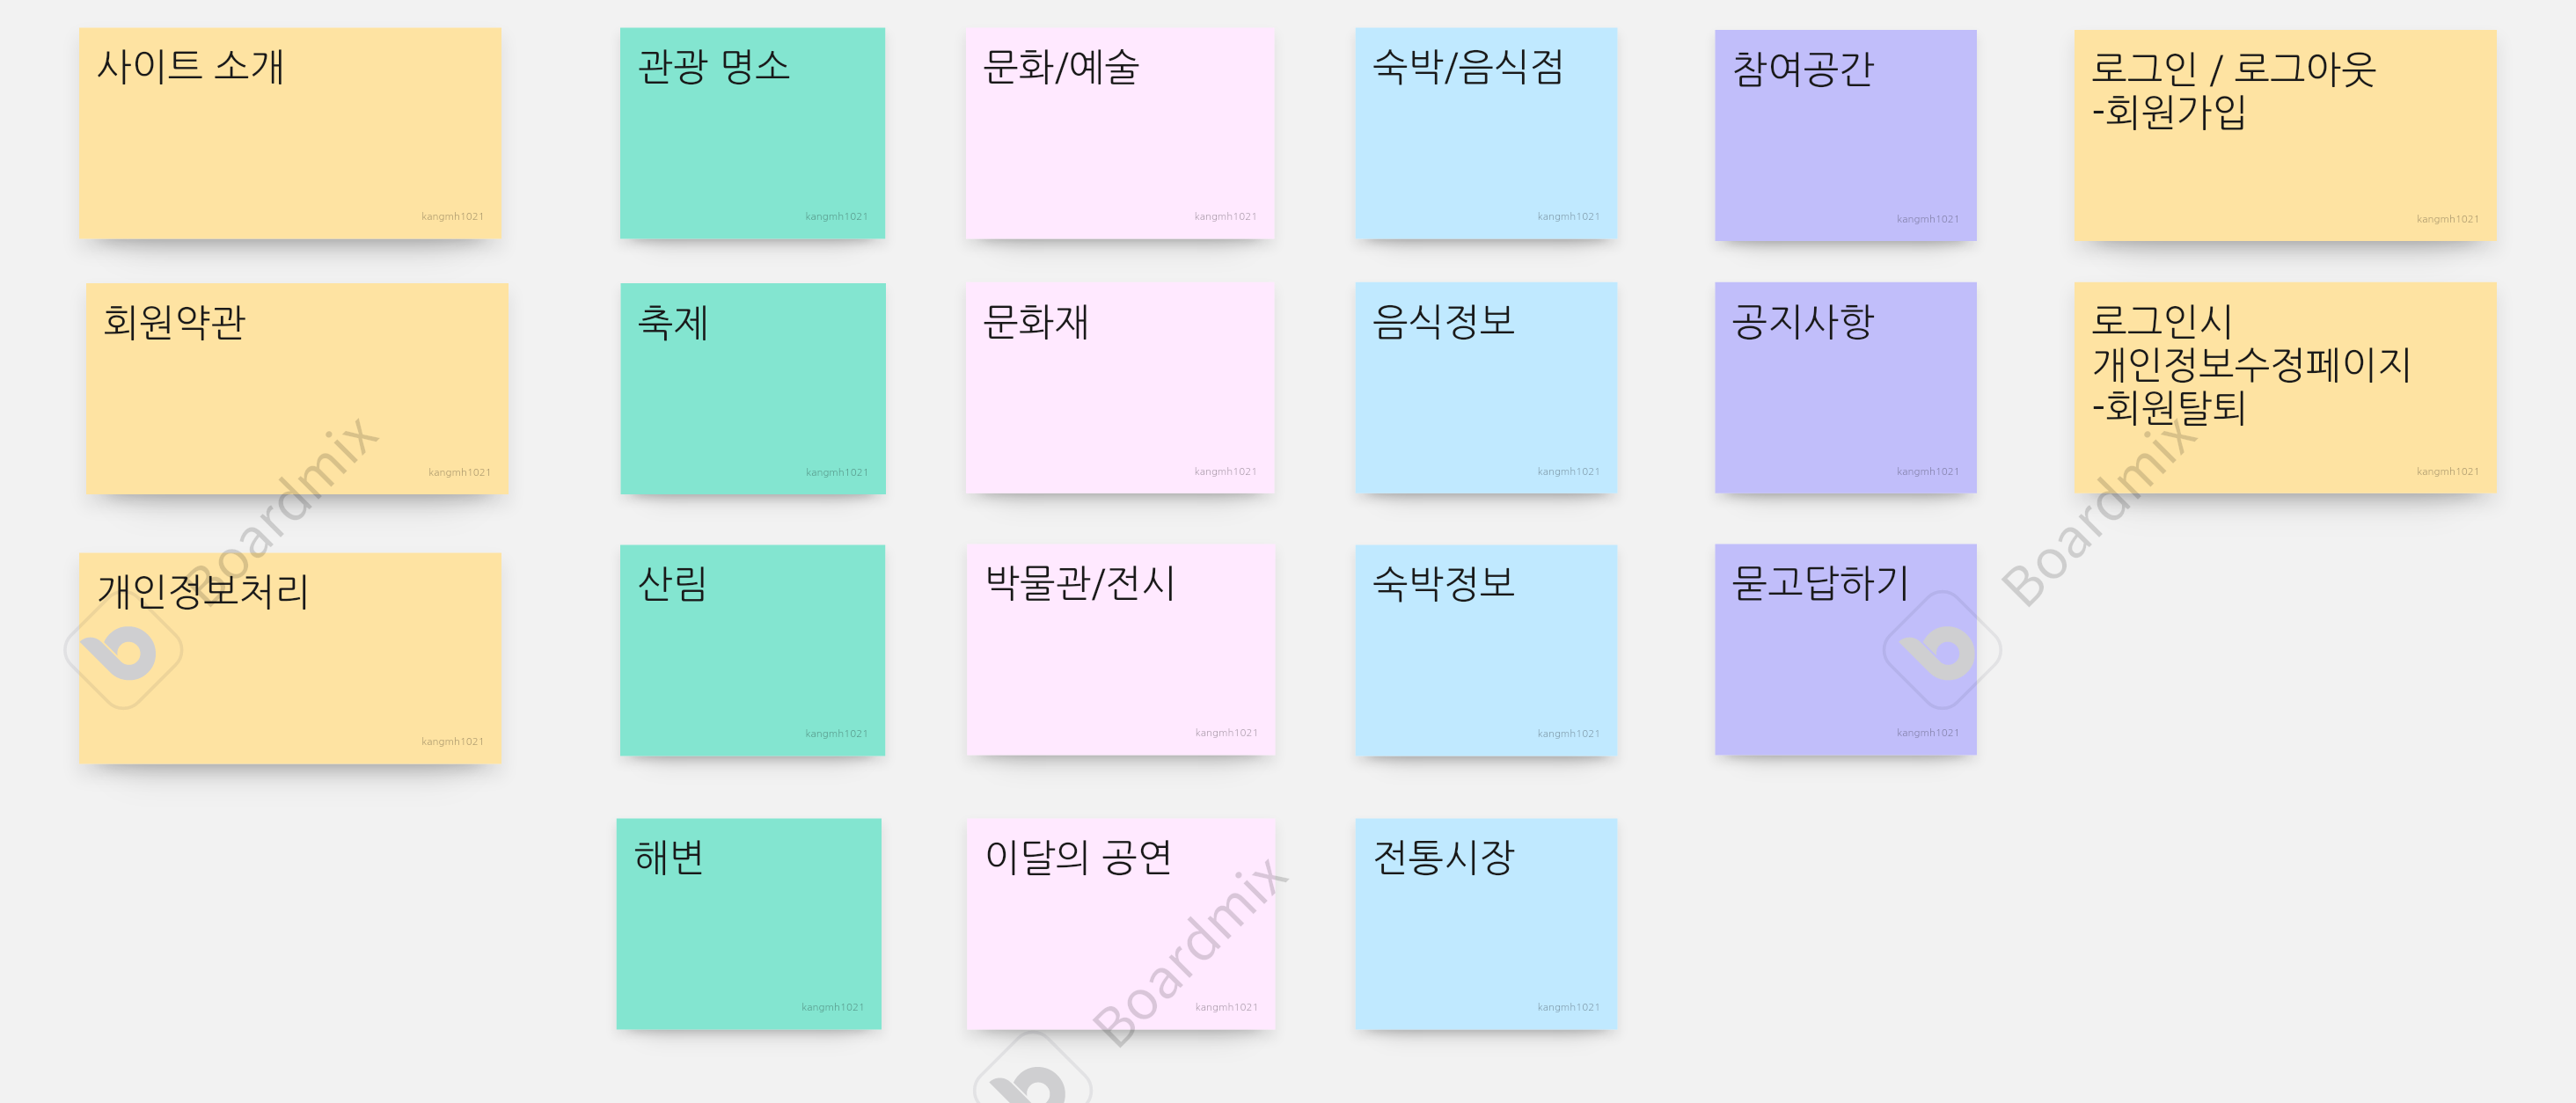 사이트 소개
kangmh1021
관광 명소
kangmh1021
문화/예술
kangmh1021
숙박/음식점
kangmh1021
참여공간
kangmh1021
로그인 / 로그아웃
-회원가입
kangmh1021
회원약관
kangmh1021
축제
kangmh1021
문화재
kangmh1021
음식정보
kangmh1021
공지사항
kangmh1021
로그인시
개인정보수정페이지
-회원탈퇴
kangmh1021
개인정보처리
kangmh1021
산림
kangmh1021
박물관/전시
kangmh1021
숙박정보
kangmh1021
묻고답하기
kangmh1021
해변
kangmh1021
이달의 공연
kangmh1021
전통시장
kangmh1021
Boardmix
Boardmix
Boardmix